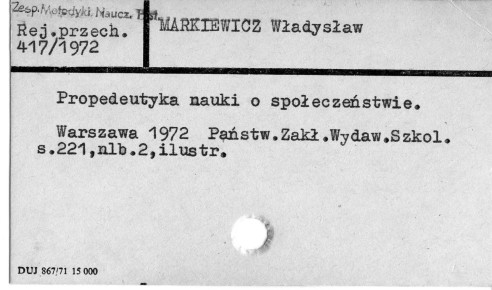 Zesp. Metodyki Naucz. Hist.
Rej.przech.
417/1972
MARKIEWICZ Władysław
Propedeutyka nauki o społeczeństwie.
Warszawa 1972 Państw.Zakł.Wydaw.Szkol.
s.221,nlb.2,ilustr.
DUJ 867/71 15 000